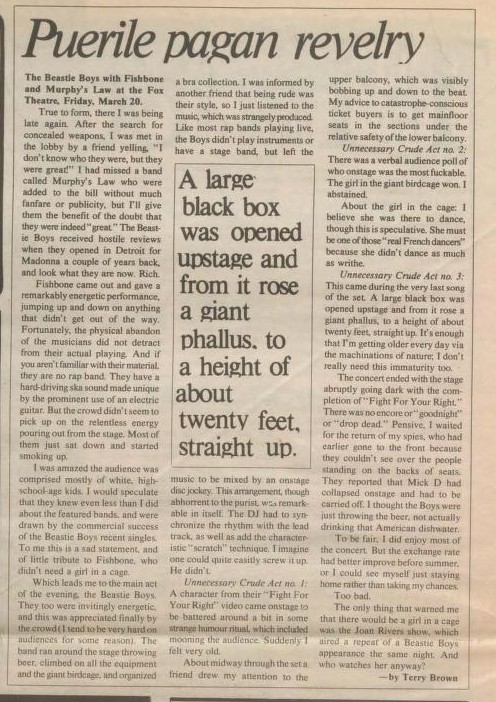 Puerile pagan revelry
The Beastie Boys with Fishbone
and Murphy's Law at the Fox
Theatre, Friday, March 20.
True to form, there I was being
late again. After the search for
concealed weapons, I was met in
the lobby by a friend yelling, "I
don't know who they were, but they
were great!" I had missed a band
called Murphy's Law who were
added to the bill without much
fanfare or publicity, but I'll give
them the benefit of the doubt that
they were indeed "great." The Beast-
ie Boys received hostile reviews
when they opened in Detroit for
Madonna a couple of years back,
and look what they are now. Rich.
Fishbone came out and gave a
remarkably energetic performance,
jumping up and down on anything
that didn't get out of the way.
Fortunately, the physical abandon
of the musicians did not detract
from their actual playing. And if
you aren't familiar with their material,
they are no rap band. They have a
hard-driving ska sound made unique
by the prominent use of an electric
guitar. But the crowd didn't seem to
pick up on the relentless energy
pouring out from the stage. Most of
them just sat down and started
smoking up.
I was amazed the audience was
comprised mostly of white, high-
school-age kids. I would speculate
that they knew even less than I did
about the featured bands, and were
drawn by the commercial success
of the Beastie Boys recent singles.
To me this is a sad statement, and
of little tribute to Fishbone, who
didn't need a girl in a cage.
Which leads me to the main act
of the evening, the Beastie Boys.
They too were invitingly energetic,
and this was appreciated finally by
the crowd (I tend to be very hard on
audiences for some reason). The
band ran around the stage throwing
beer, climbed on all the equipment
and the giant birdcage, and organized
a bra collection. I was informed by
another friend that being rude was
their style, so I just listened to the
music, which was strangely produced.
Like most rap bands playing live,
the Boys didn't play instruments or
have a stage band, but left the
A large
black box
was opened
upstage and
from it rose
a giant
phallus, to
a height of
about
twenty feet,
straight up.
music to be mixed by an onstage
disc jockey. This arrangement, though
abhorrent to the purist, was remark-
able in itself. The DJ had to syn-
chronize the rhythm with the lead
track, as well as add the character-
istic "scratch" technique. I imagine
one could quite easily screw it up.
He didn't.
Unnecessary Crude Act no. 1:
A character from their "Fight For
Your Right" video came onstage to
be battered around a bit in some
strange humour ritual, which included
mooning the audience. Suddenly I
felt very old.
About midway through the set a
friend drew my attention to the
upper balcony, which was visibly
bobbing up and down to the beat.
My advice to catastrophe-conscious
ticket buyers is to get mainfloor
seats in the sections under the
relative safety of the lower balcony.
Unnecessary Crude Act no. 2:
There was a verbal audience poll of
who onstage was the most fuckable.
The girl in the giant birdcage won. I
abstained.
About the girl in the cage: I
believe she was there to dance,
though this is speculative. She must
be one of those "real French dancers"
because she didn't dance as much
as writhe.
Unnecessary Crude Act no. 3:
This came during the very last song
of the set. A large black box was
opened upstage and from it rose a
giant phallus, to a height of about
twenty feet, straight up. It's enough
that I'm getting older every day via
the machinations of nature; I don't
really need this immaturity too.
The concert ended with the stage
abruptly going dark with the com-
pletion of "Fight For Your Right."
There was no encore or "goodnight"
or "drop dead." Pensive, I waited
for the return of my spies, who had
earlier gone to the front because
they couldn't see over the people
standing on the backs of seats.
They reported that Mick D had
collapsed onstage and had to be
carried off. I thought the Boys were
just throwing the beer, not actually
drinking that American dishwater.
To be fair, I did enjoy most of
the concert. But the exchange rate
had better improve before summer,
or I could see myself just staying
home rather than taking my chances.
Too bad.
The only thing that warned me
that there would be a girl in a cage
was the Joan Rivers show, which
aired a repeat of a Beastie Boys
appearance the same night. And
who watches her anyway?
—by Terry Brown